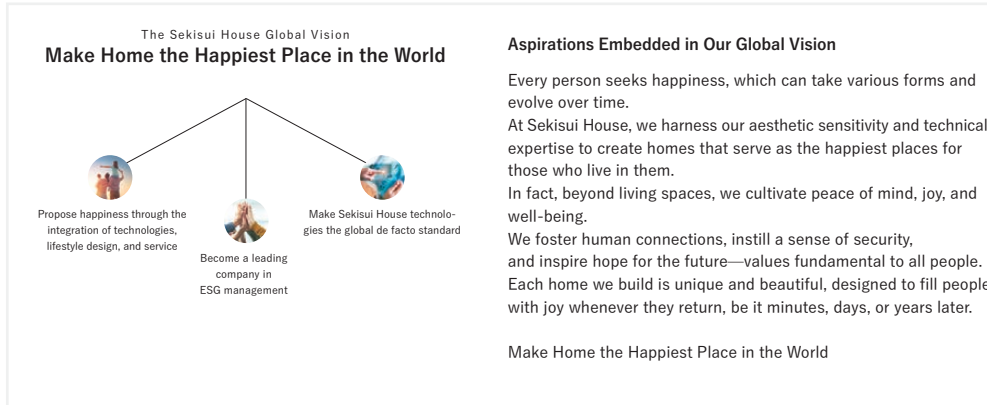 The Sekisui House Global Vision
Make Home the Happiest Place in the World
Propose happiness through the
integration of technologies,
lifestyle design, and service
Become a leading
company in
ESG management
Make Sekisui House technolo-
gies the global de facto standard
Aspirations Embedded in Our Global Vision
Every person seeks happiness, which can take various forms and
evolve over time.
At Sekisui House, we harness our aesthetic sensitivity and technical
expertise to create homes that serve as the happiest places for
those who live in them.
In fact, beyond living spaces, we cultivate peace of mind, joy, and
well-being.
We foster human connections, instill a sense of security,
and inspire hope for the future—values fundamental to all people.
Each home we build is unique and beautiful, designed to fill people
with joy whenever they return, be it minutes, days, or years later.
Make Home the Happiest Place in the World